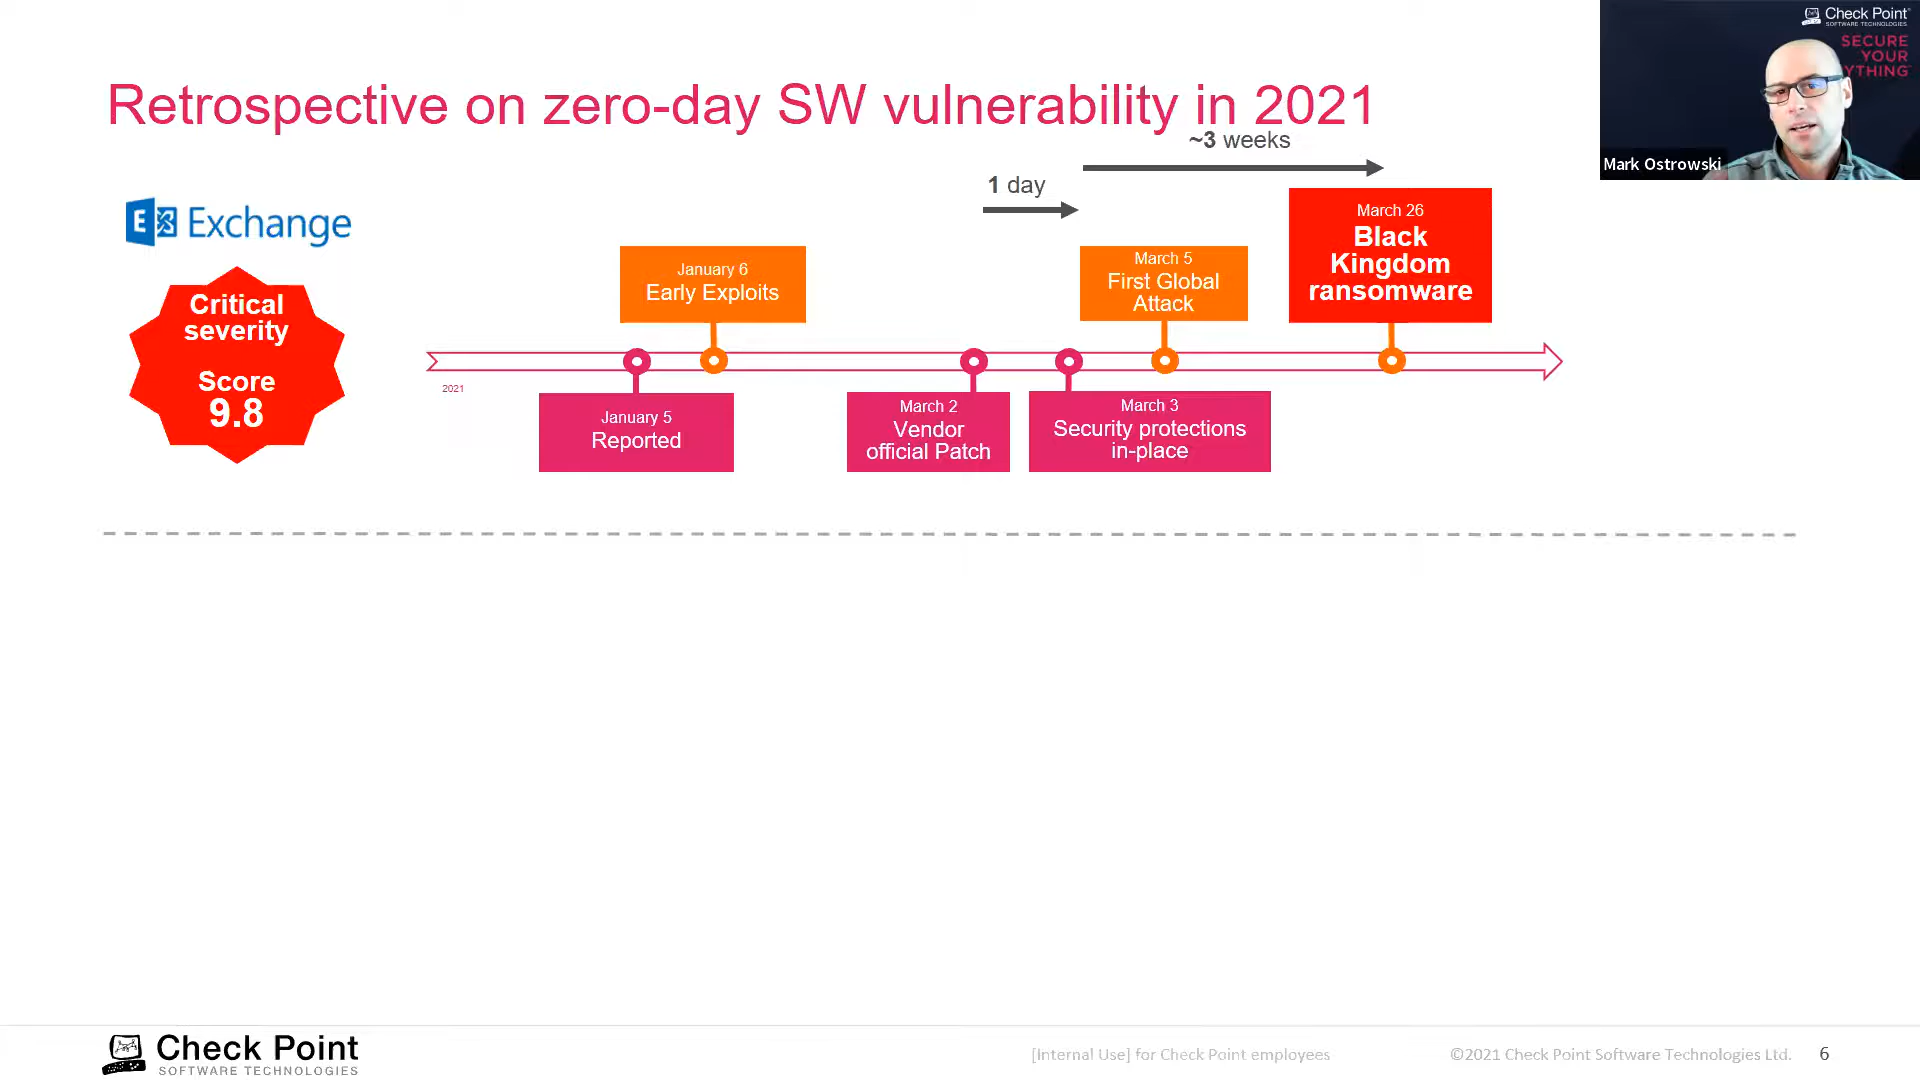 Retrospective on zero-day SW vulnerability in 2021
~3 weeks
1 day
E Exchange
Critical
severity
Score
9.8
January 6
Early Exploits
March 5
First Global
Attack
March 26
Black
Kingdom
ransomware
2021
January 5
Reported
March 2
Vendor
official Patch
March 3
Security protections
in-place
Check Point
SOFTWARE TECHNOLOGIES
SECURE
YOUR
YTHING
Mark Ostrowski
Check Point
SOFTWARE TECHNOLOGIES
[Internal Use] for Check Point employees
©2021 Check Point Software Technologies Ltd.
6